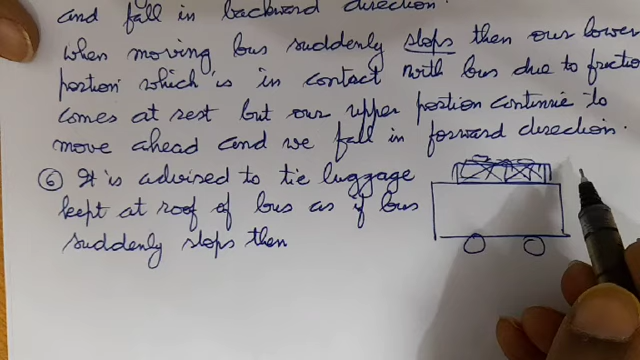 and fall in backward direction.
when moving bus suddenly stops then our lower
portion which is in contact with bus due to friction
comes at rest but our upper portion continue to
move ahead and we fall in forward direction.
⑥ It is advised to tie luggage
kept at roof of bus as if bus
suddenly stops then